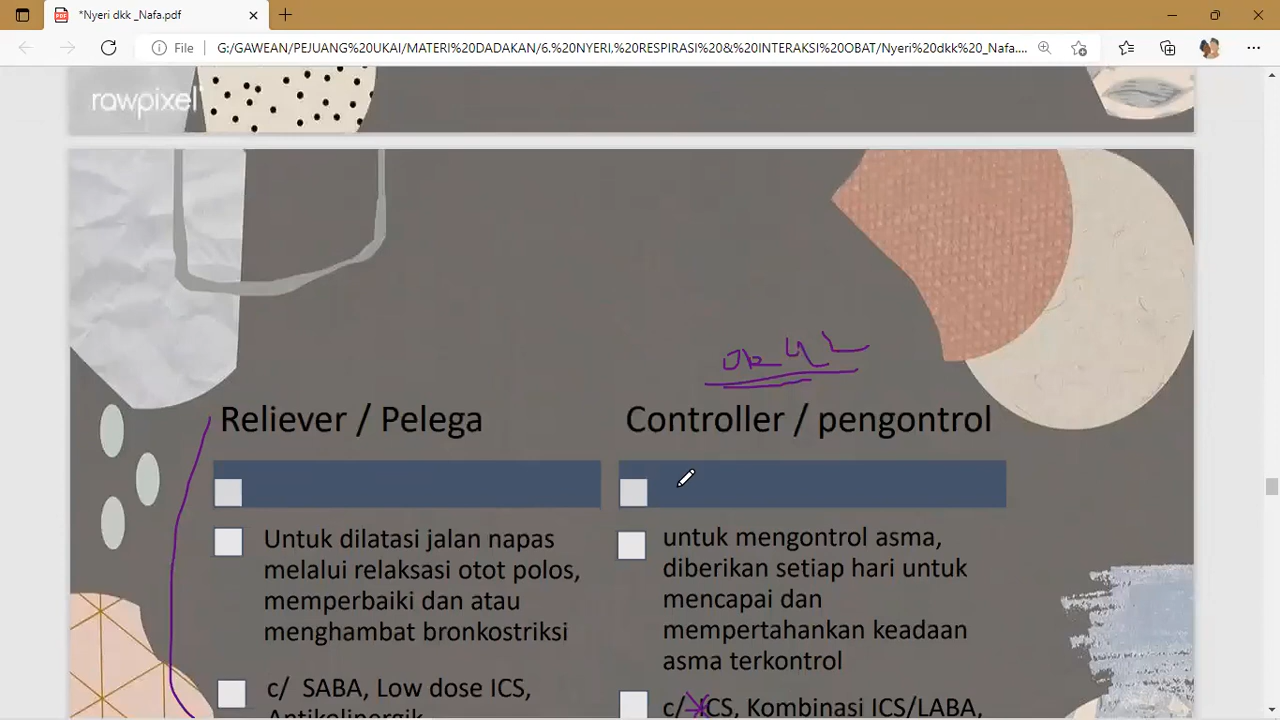 *Nyeri dkk _Nafa.pdf
File
G:/GAWEAN/PEJUANG%20UKAI/MATERI%20DADAKAN/6.%20NYERI,%20RESPIRASI%20&%20INTERAKSI%20OBAT/Nyeri%20dkk%20_Nafa....
rawpixel
Reliever / Pelega
Controller / pengontrol
Untuk dilatasi jalan napas
melalui relaksasi otot polos,
memperbaiki dan atau
menghambat bronkostriksi
c/ SABA, Low dose ICS,
Antikolinergik
untuk mengontrol asma,
diberikan setiap hari untuk
mencapai dan
mempertahankan keadaan
asma terkontrol
c/ ICS, Kombinasi ICS/LABA,